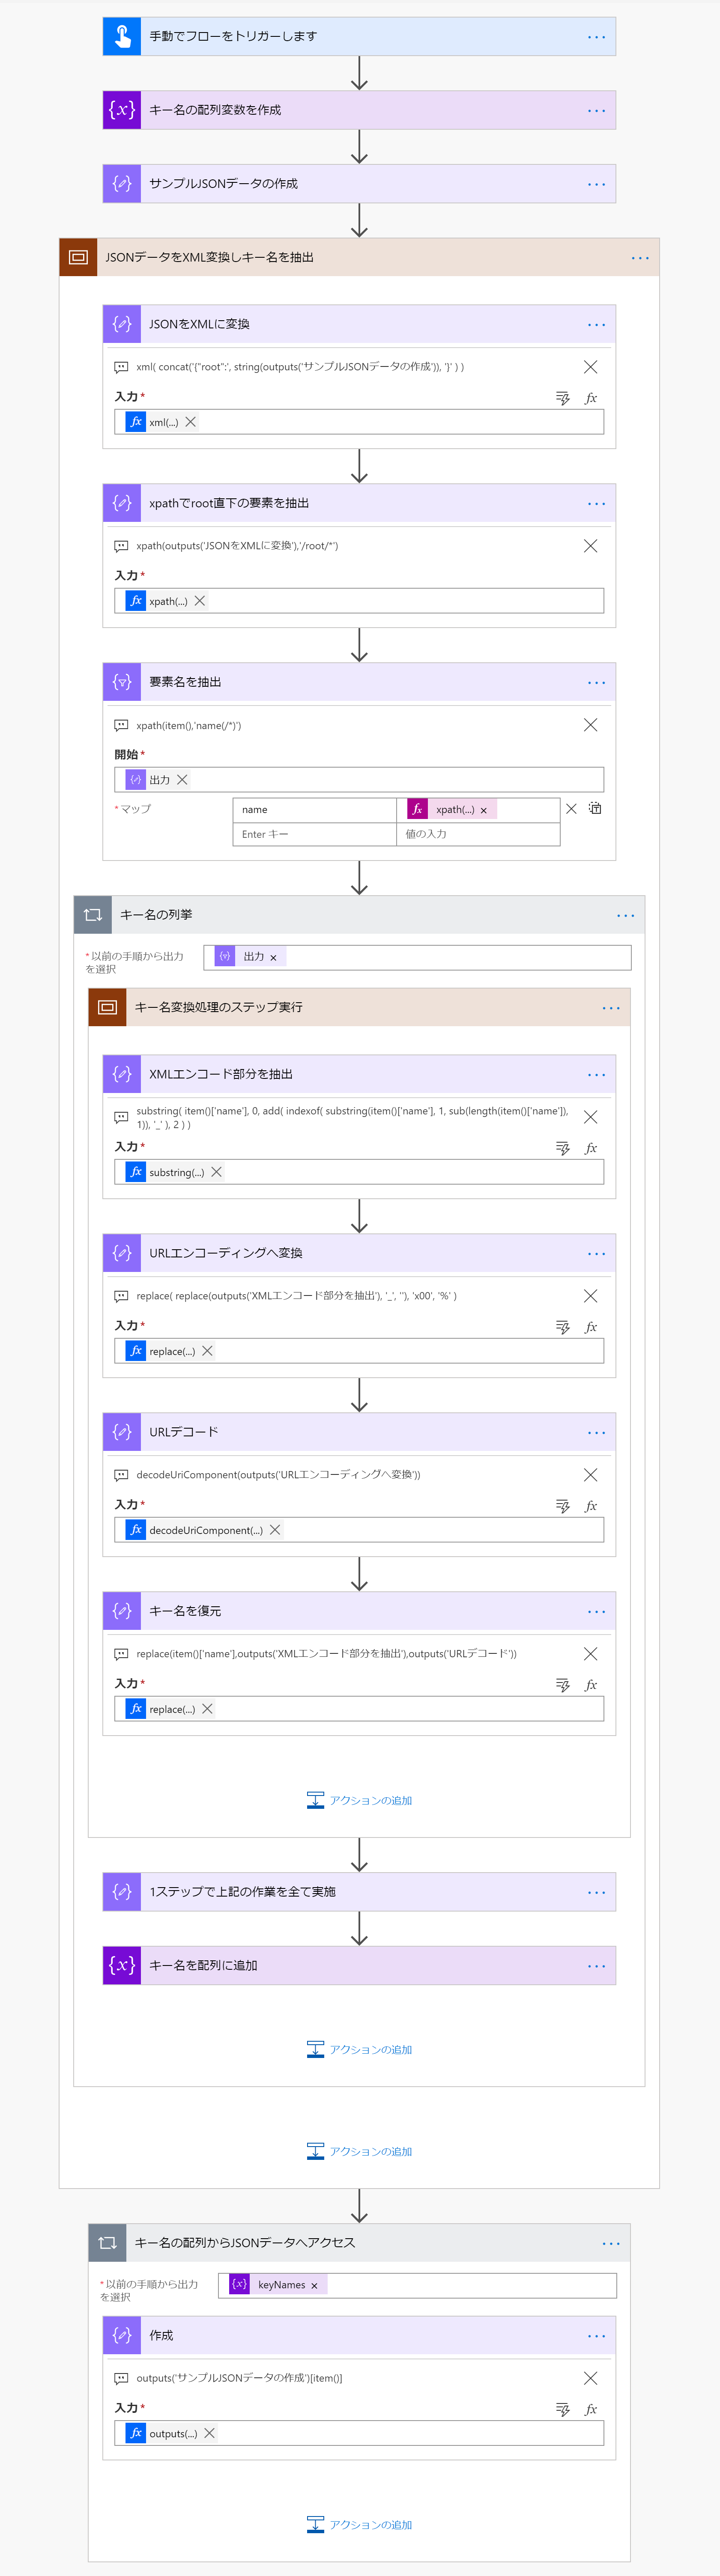 手動でフローをトリガーします
キー名の配列変数を作成
サンプルJSONデータの作成
JSONデータをXML変換しキー名を抽出
JSONをXMLに変換
xml( concat('{"root":', string(outputs('サンプルJSONデータの作成')), '}' ) )
入力*
fx xml(...)
xpathでroot直下の要素を抽出
xpath(outputs('JSONをXMLに変換'),'/root/*')
入力*
fx xpath(...)
要素名を抽出
xpath(item(),'name(/*)')
開始*
出力
*マップ name fx xpath(...)
Enter キー 値の入力
キー名の列挙
*以前の手順から出力
を選択
出力
キー名変換処理のステップ実行
XMLエンコード部分を抽出
substring( item()['name'], 0, add( indexof( substring(item()['name'], 1, sub(length(item()['name']),
1)), '_' ), 2 ) )
入力*
fx substring(...)
URLエンコーディングへ変換
replace( replace(outputs('XMLエンコード部分を抽出'), '_', ''), 'x00', '%' )
入力*
fx replace(...)
URLデコード
decodeUriComponent(outputs('URLエンコーディングへ変換'))
入力*
fx decodeUriComponent(...)
キー名を復元
replace(item()['name'],outputs('XMLエンコード部分を抽出'),outputs('URLデコード'))
入力*
fx replace(...)
アクションの追加
1ステップで上記の作業を全て実施
キー名を配列に追加
アクションの追加
アクションの追加
キー名の配列からJSONデータへアクセス
*以前の手順から出力
を選択
keyNames
作成
outputs('サンプルJSONデータの作成')[item()]
入力*
fx outputs(...)
アクションの追加